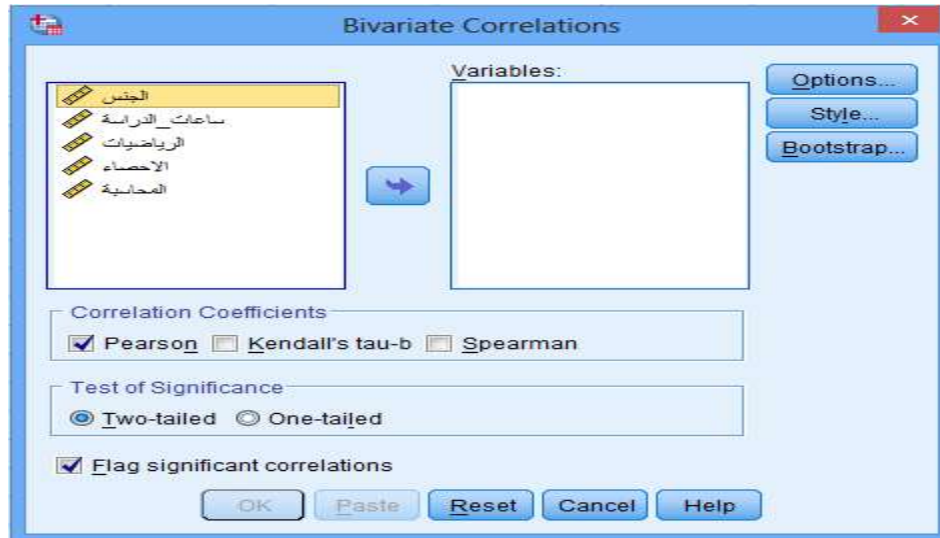 Bivariate Correlations
Variables:
الجنس
ساعات_الدراسة
الرياضيات
الاحصاء
المحاسبة
Options...
Style...
Bootstrap...
Correlation Coefficients
Pearson Kendall's tau-b Spearman
Test of Significance
Two-tailed One-tailed
Flag significant correlations
OK Paste Reset Cancel Help